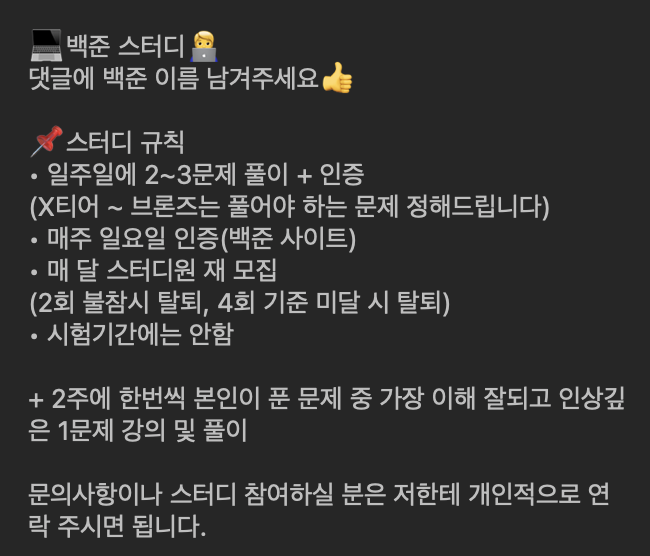 💻백준 스터디🧑‍💻
댓글에 백준 이름 남겨주세요👍
📌스터디 규칙
• 일주일에 2~3문제 풀이 + 인증
(X티어 ~ 브론즈는 풀어야 하는 문제 정해드립니다)
• 매주 일요일 인증(백준 사이트)
• 매 달 스터디원 재 모집
(2회 불참시 탈퇴, 4회 기준 미달 시 탈퇴)
• 시험기간에는 안함
+ 2주에 한번씩 본인이 푼 문제 중 가장 이해 잘되고 인상깊
은 1문제 강의 및 풀이
문의사항이나 스터디 참여하실 분은 저한테 개인적으로 연
락 주시면 됩니다.